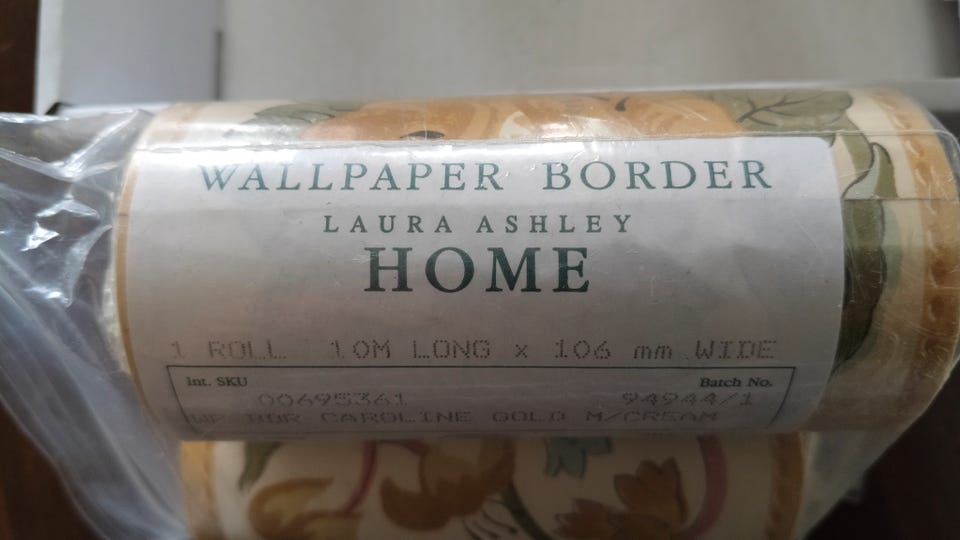 WALLPAPER BORDER
LAURA ASHLEY
HOME
1 ROLL 10M LONG x 106 mm WIDE
Int. SKU Batch No.
00695361 94944/1
WP BDR CAROLINE GOLD M/CREAM